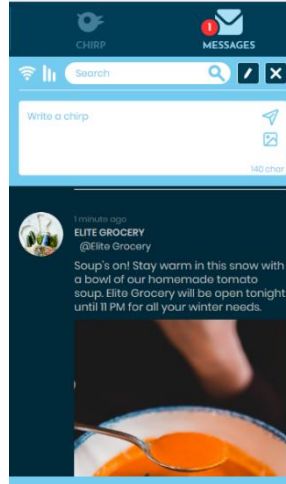 CHIRP
1
MESSAGES
Search
Write a chirp
140 char
1 minute ago
ELITE GROCERY
@Elite Grocery
Soup's on! Stay warm in this snow with
a bowl of our homemade tomato
soup. Elite Grocery will be open tonight
until 11 PM for all your winter needs.